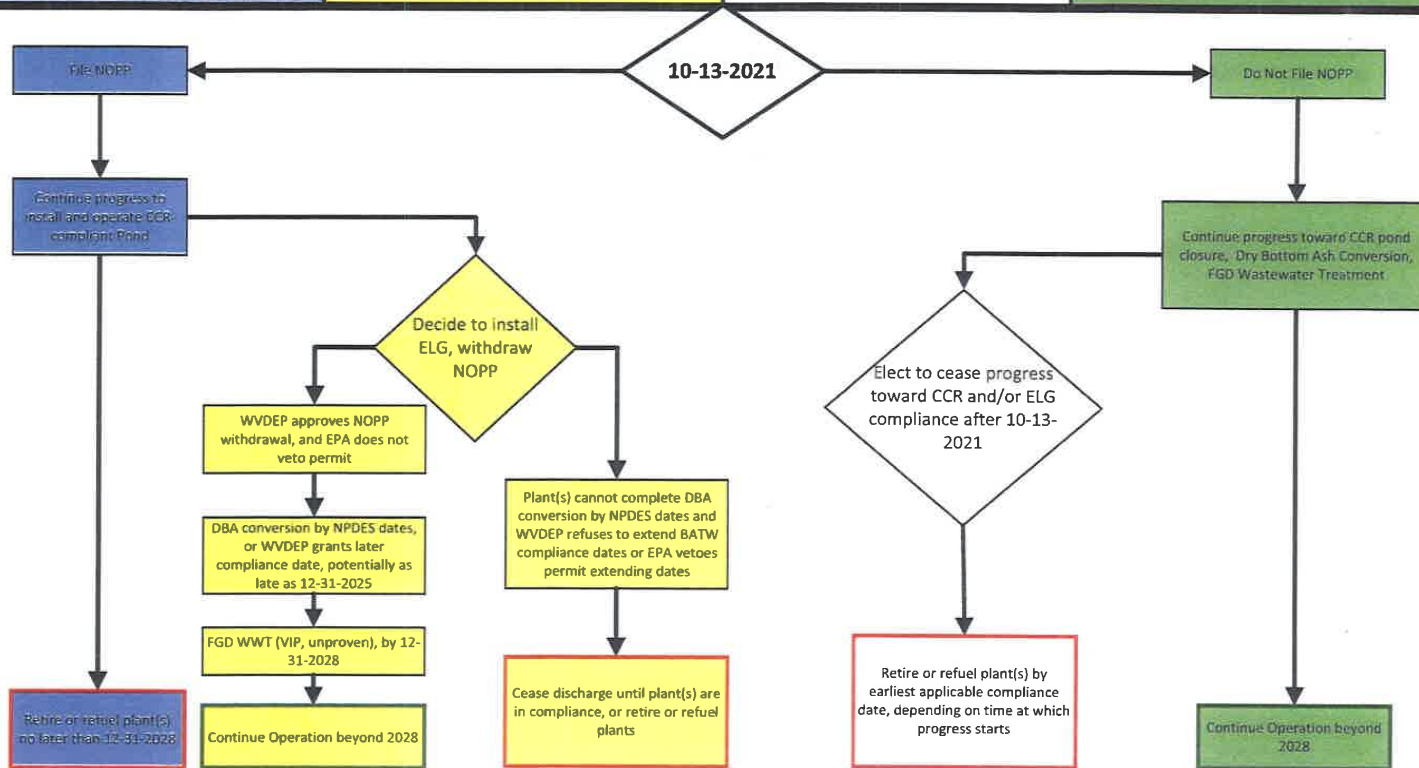 10-13-2021
File NOPP
Do Not File NOPP
Continue progress to
install and operate CCR-
compliant Pond
Continue progress toward CCR pond
closure, Dry Bottom Ash Conversion,
FGD Wastewater Treatment
Decide to install
ELG, withdraw
NOPP
Elect to cease progress
toward CCR and/or ELG
compliance after 10-13-
2021
WVDEP approves NOPP
withdrawal, and EPA does not
veto permit
Plant(s) cannot complete DBA
conversion by NPDES dates and
WVDEP refuses to extend BATW
compliance dates or EPA vetoes
permit extending dates
DBA conversion by NPDES dates,
or WVDEP grants later
compliance date, potentially as
late as 12-31-2025
FGD WWT (VIP, unproven), by 12-
31-2028
Retire or refuel plant(s)
no later than 12-31-2028
Continue Operation beyond 2028
Cease discharge until plant(s) are
in compliance, or retire or refuel
plants
Retire or refuel plant(s) by
earliest applicable compliance
date, depending on time at which
progress starts
Continue Operation beyond
2028